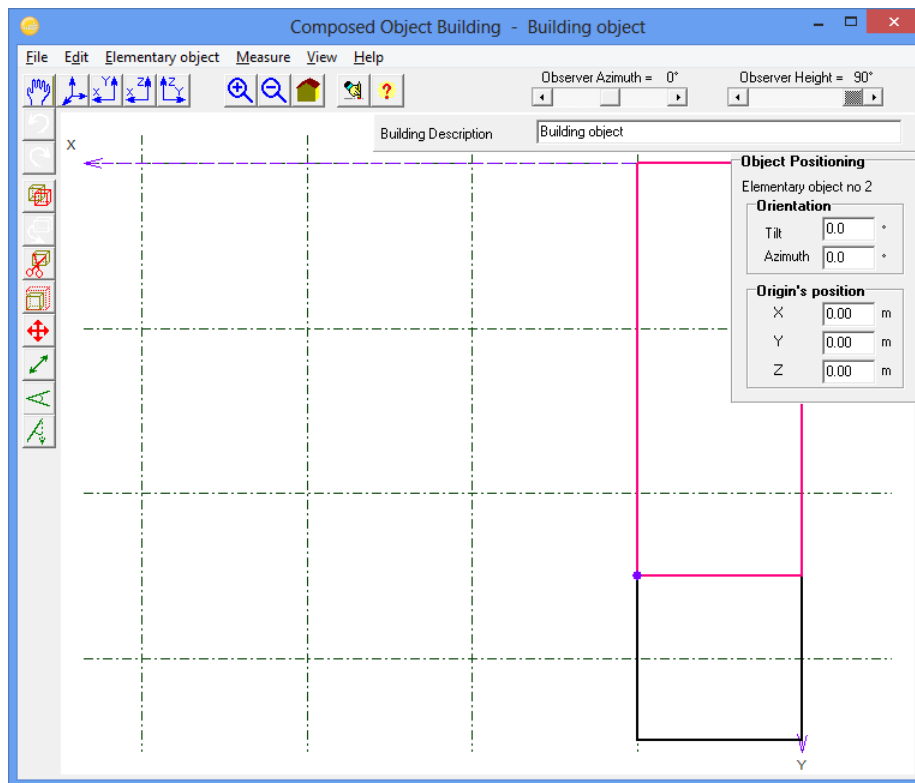 Composed Object Building - Building object
File Edit Elementary object Measure View Help
Observer Azimuth = 0° Observer Height = 90°
Building Description Building object
X
Object Positioning
Elementary object no 2
Orientation
Tilt 0.0 °
Azimuth 0.0 °
Origin's position
X 0.00 m
Y 0.00 m
Z 0.00 m
Y